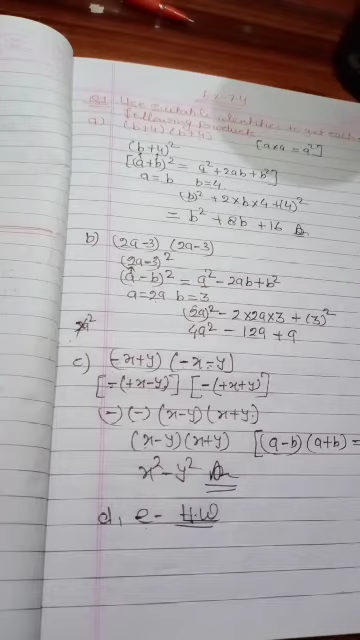 Ex-7.4
Q1 Use suitable identities to get each
following products
a) (b+4) (b+4)
(b+4)² [a×a = a²]
[(a+b)² = a²+2ab+b²]
a = b b=4
(b)² + 2×b×4+(4)²
= b² + 8b + 16 Ans
b) (2a-3) (2a-3)
(2a-3)²
(a-b)² = a²-2ab+b²
a=2a b=3
(2a)² - 2×2a×3 + (3)²
4a² - 12a + 9
c) (-x+y) (-x-y)
[-(+x-y)] [-(+x+y)]
(-) (-) (x-y) (x+y)
(x-y) (x+y) [(a-b) (a+b) =
x² - y² Ans
d, e- H.W